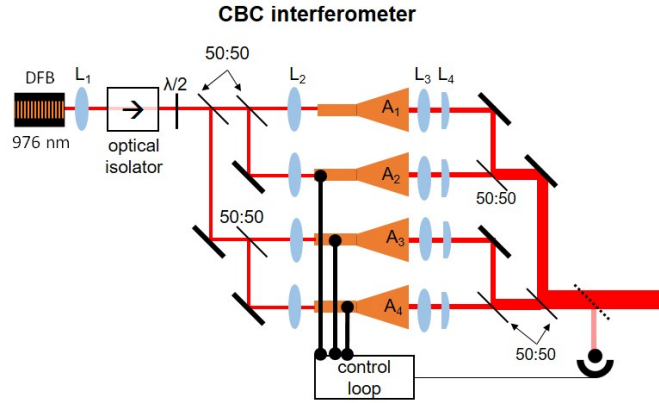 CBC interferometer
50:50
DFB
L1
λ/2
L2
L3
L4
A1
976 nm
optical
isolator
A2
50:50
50:50
A3
A4
50:50
control
loop